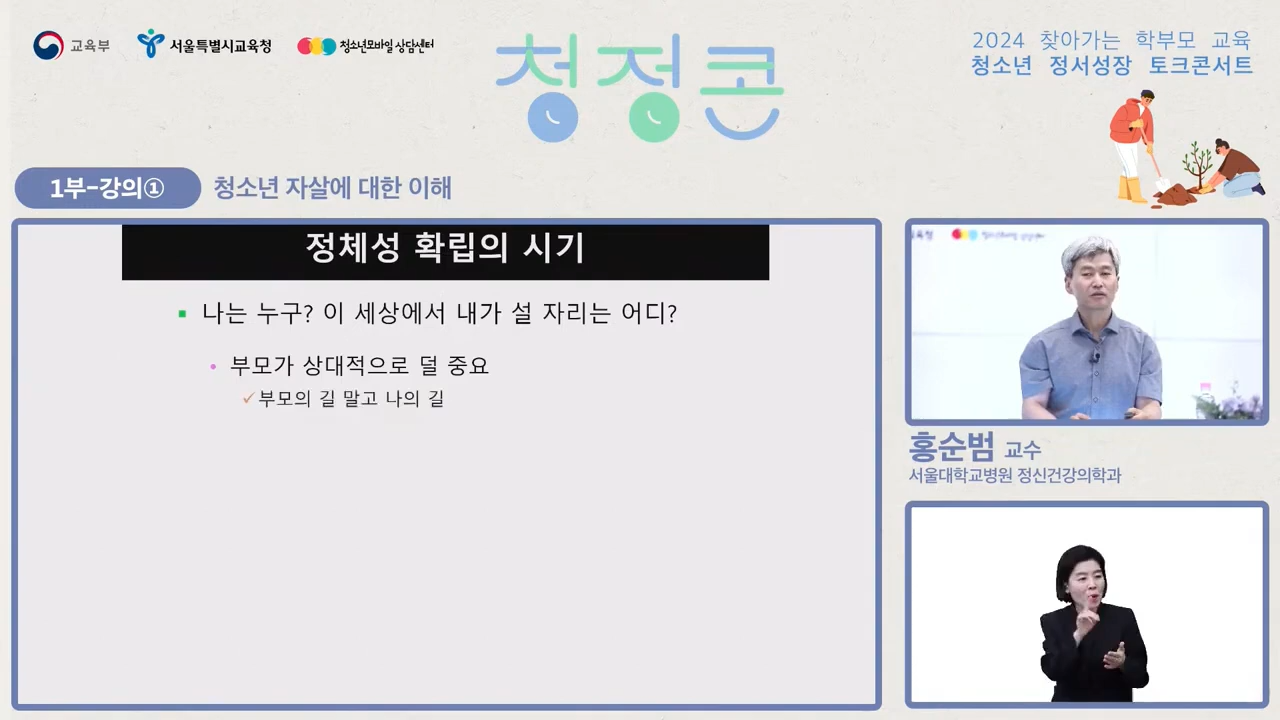 교육부
서울특별시교육청
청소년모바일 상담센터
청정콘
2024 찾아가는 학부모 교육
청소년 정서성장 토크콘서트
1부-강의①
청소년 자살에 대한 이해
정체성 확립의 시기
나는 누구? 이 세상에서 내가 설 자리는 어디?
부모가 상대적으로 덜 중요
부모의 길 말고 나의 길
홍순범 교수
서울대학교병원 정신건강의학과